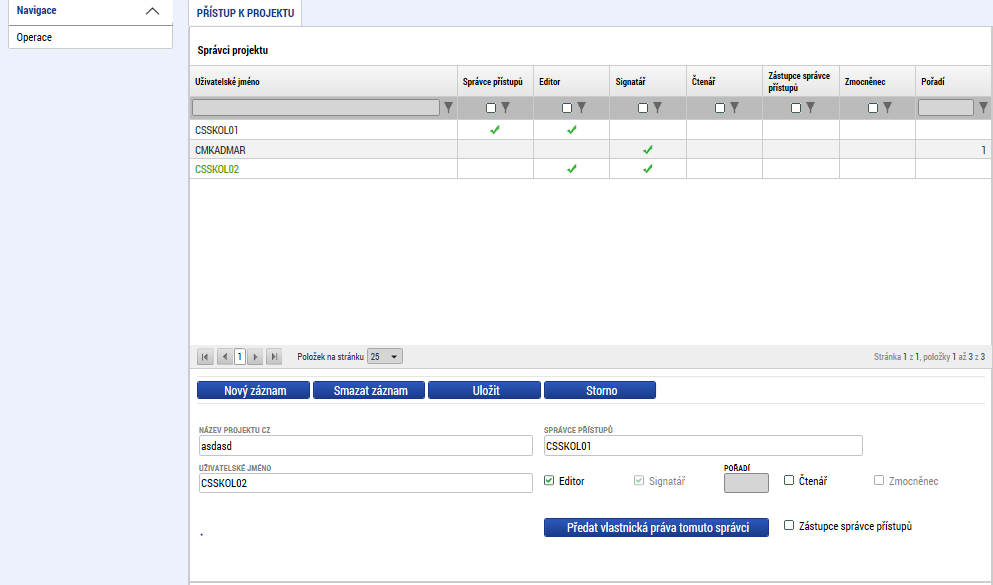 Navigace
Operace
PŘÍSTUP K PROJEKTU
Správci projektu
Uživatelské jméno Správce přístupů Editor Signatář Čtenář Zástupce správce přístupů Zmocněnec Pořadí
CSSKOL01
CMKADMAR 1
CSSKOL02
1 Položek na stránku 25 Stránka 1 z 1, položky 1 až 3 z 3
Nový záznam Smazat záznam Uložit Storno
NÁZEV PROJEKTU CZ SPRÁVCE PŘÍSTUPŮ
asdasd CSSKOL01
UŽIVATELSKÉ JMÉNO POŘADÍ
CSSKOL02 Editor Signatář Čtenář Zmocněnec
. Předat vlastnická práva tomuto správci Zástupce správce přístupů